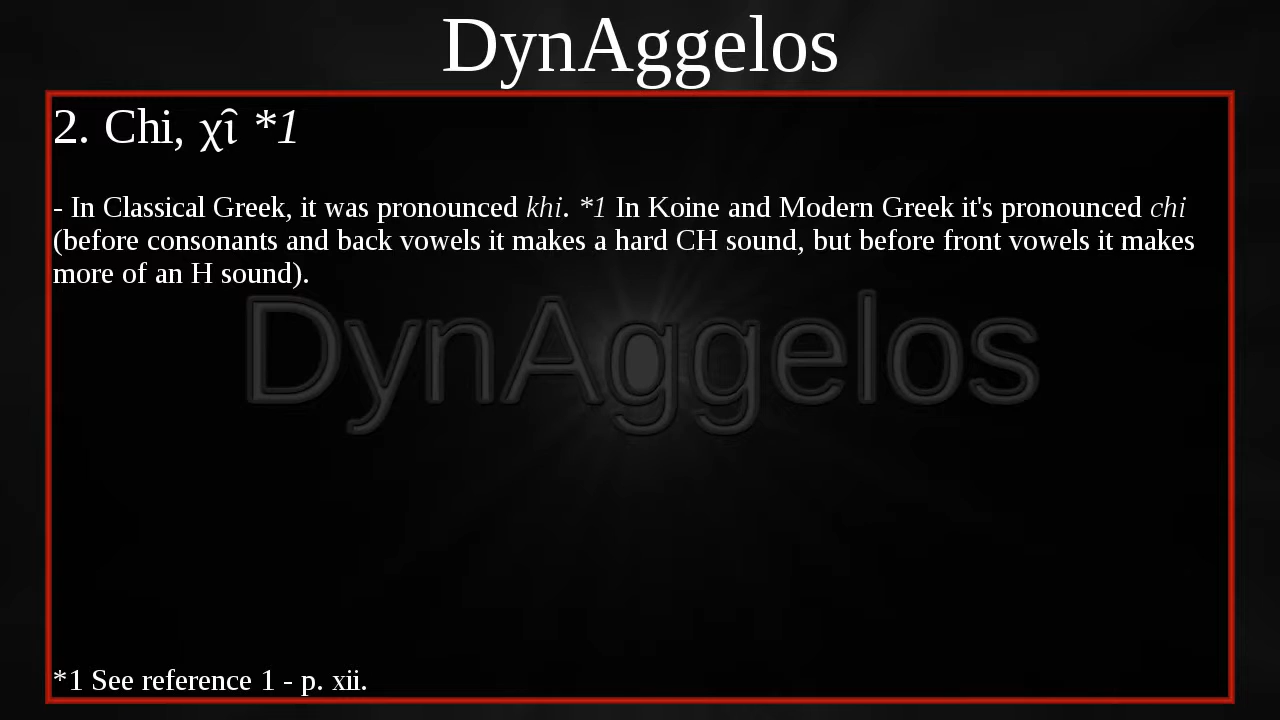 DynAggelos
2. Chi, χῖ *1
- In Classical Greek, it was pronounced khi. *1 In Koine and Modern Greek it's pronounced chi
(before consonants and back vowels it makes a hard CH sound, but before front vowels it makes
more of an H sound).
DynAggelos
*1 See reference 1 - p. xii.